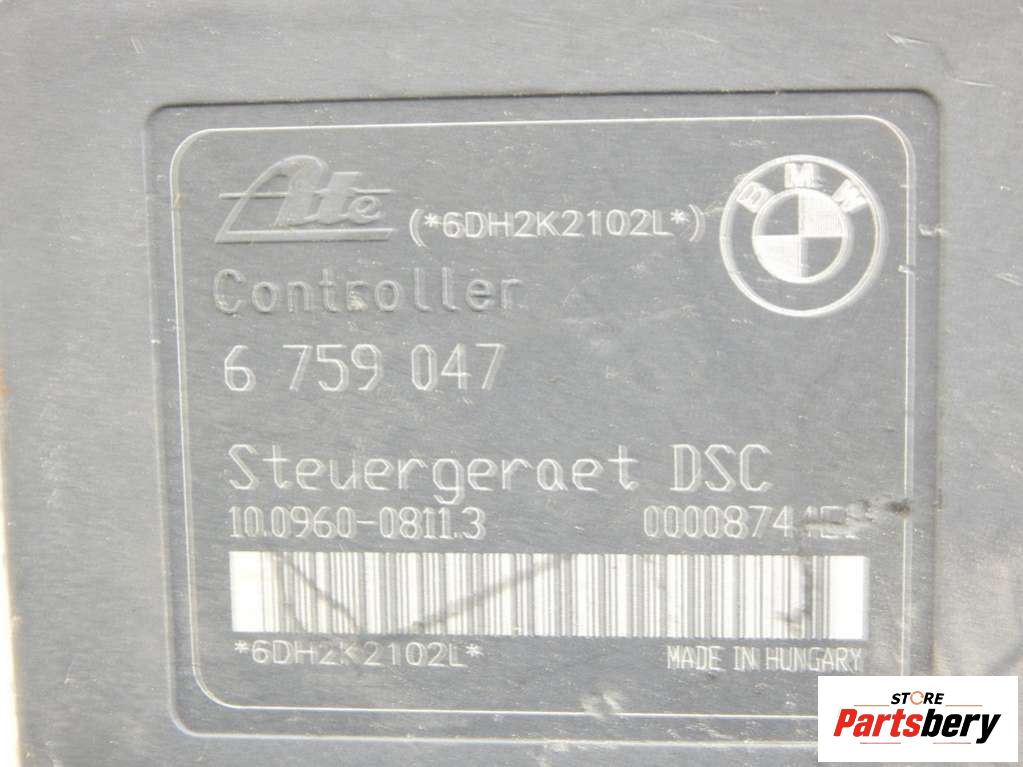 Ate (*6DH2K2102L*)
BMW
Controller
6 759 047
Steuergeraet DSC
10.0960-0811.3
*6DH2K2102L* MADE IN HUNGARY
STORE
Partsbery